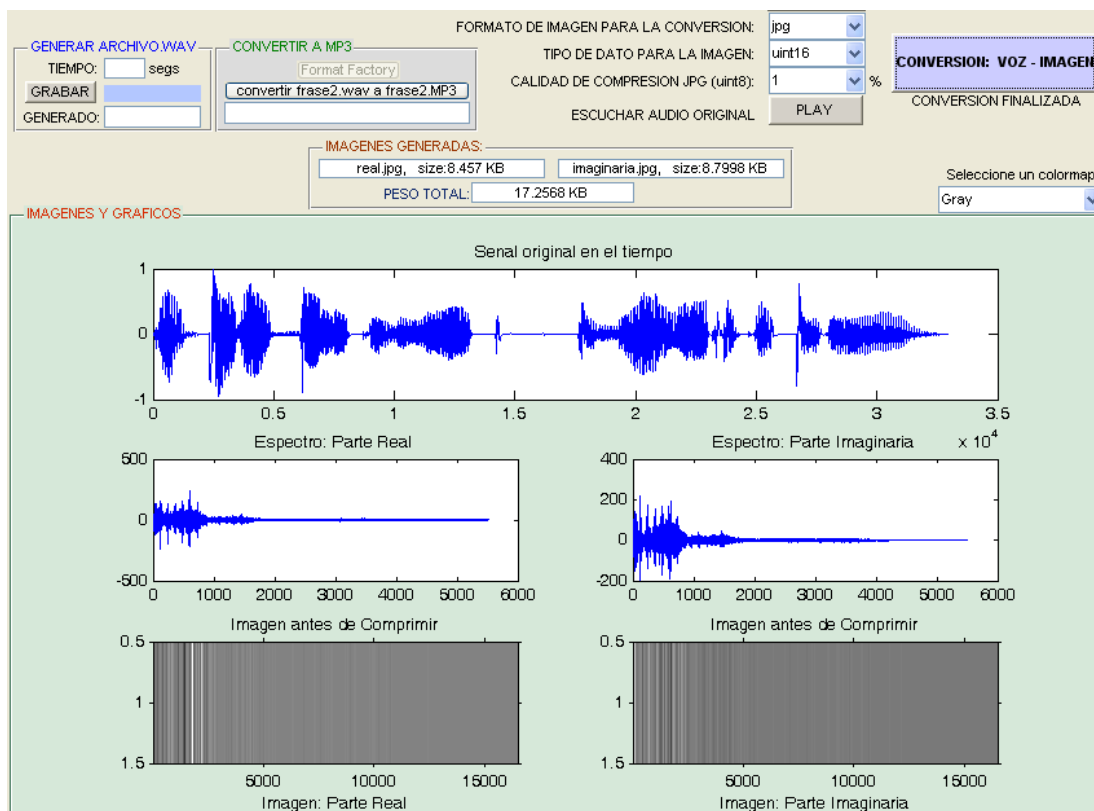 FORMATO DE IMAGEN PARA LA CONVERSION: jpg
GENERAR ARCHIVO.WAV
CONVERTIR A MP3
TIPO DE DATO PARA LA IMAGEN: uint16
CONVERSION: VOZ - IMAGEN
TIEMPO: segs
Format Factory
GRABAR
convertir frase2.wav a frase2.MP3
CALIDAD DE COMPRESION JPG (uint8): 1 %
CONVERSION FINALIZADA
GENERADO:
ESCUCHAR AUDIO ORIGINAL PLAY
IMAGENES GENERADAS:
real.jpg, size:8.457 KB imaginaria.jpg, size:8.7998 KB
PESO TOTAL: 17.2568 KB
Seleccione un colormap
Gray
IMAGENES Y GRAFICOS
Senal original en el tiempo
1
0
-1
0 0.5 1 1.5 2 2.5 3 3.5
x 10^4
Espectro: Parte Real
500
0
-500
0 1000 2000 3000 4000 5000 6000
Espectro: Parte Imaginaria
400
200
0
-200
0 1000 2000 3000 4000 5000 6000
Imagen antes de Comprimir
0.5
1
1.5
5000 10000 15000
Imagen: Parte Real
Imagen antes de Comprimir
0.5
1
1.5
5000 10000 15000
Imagen: Parte Imaginaria